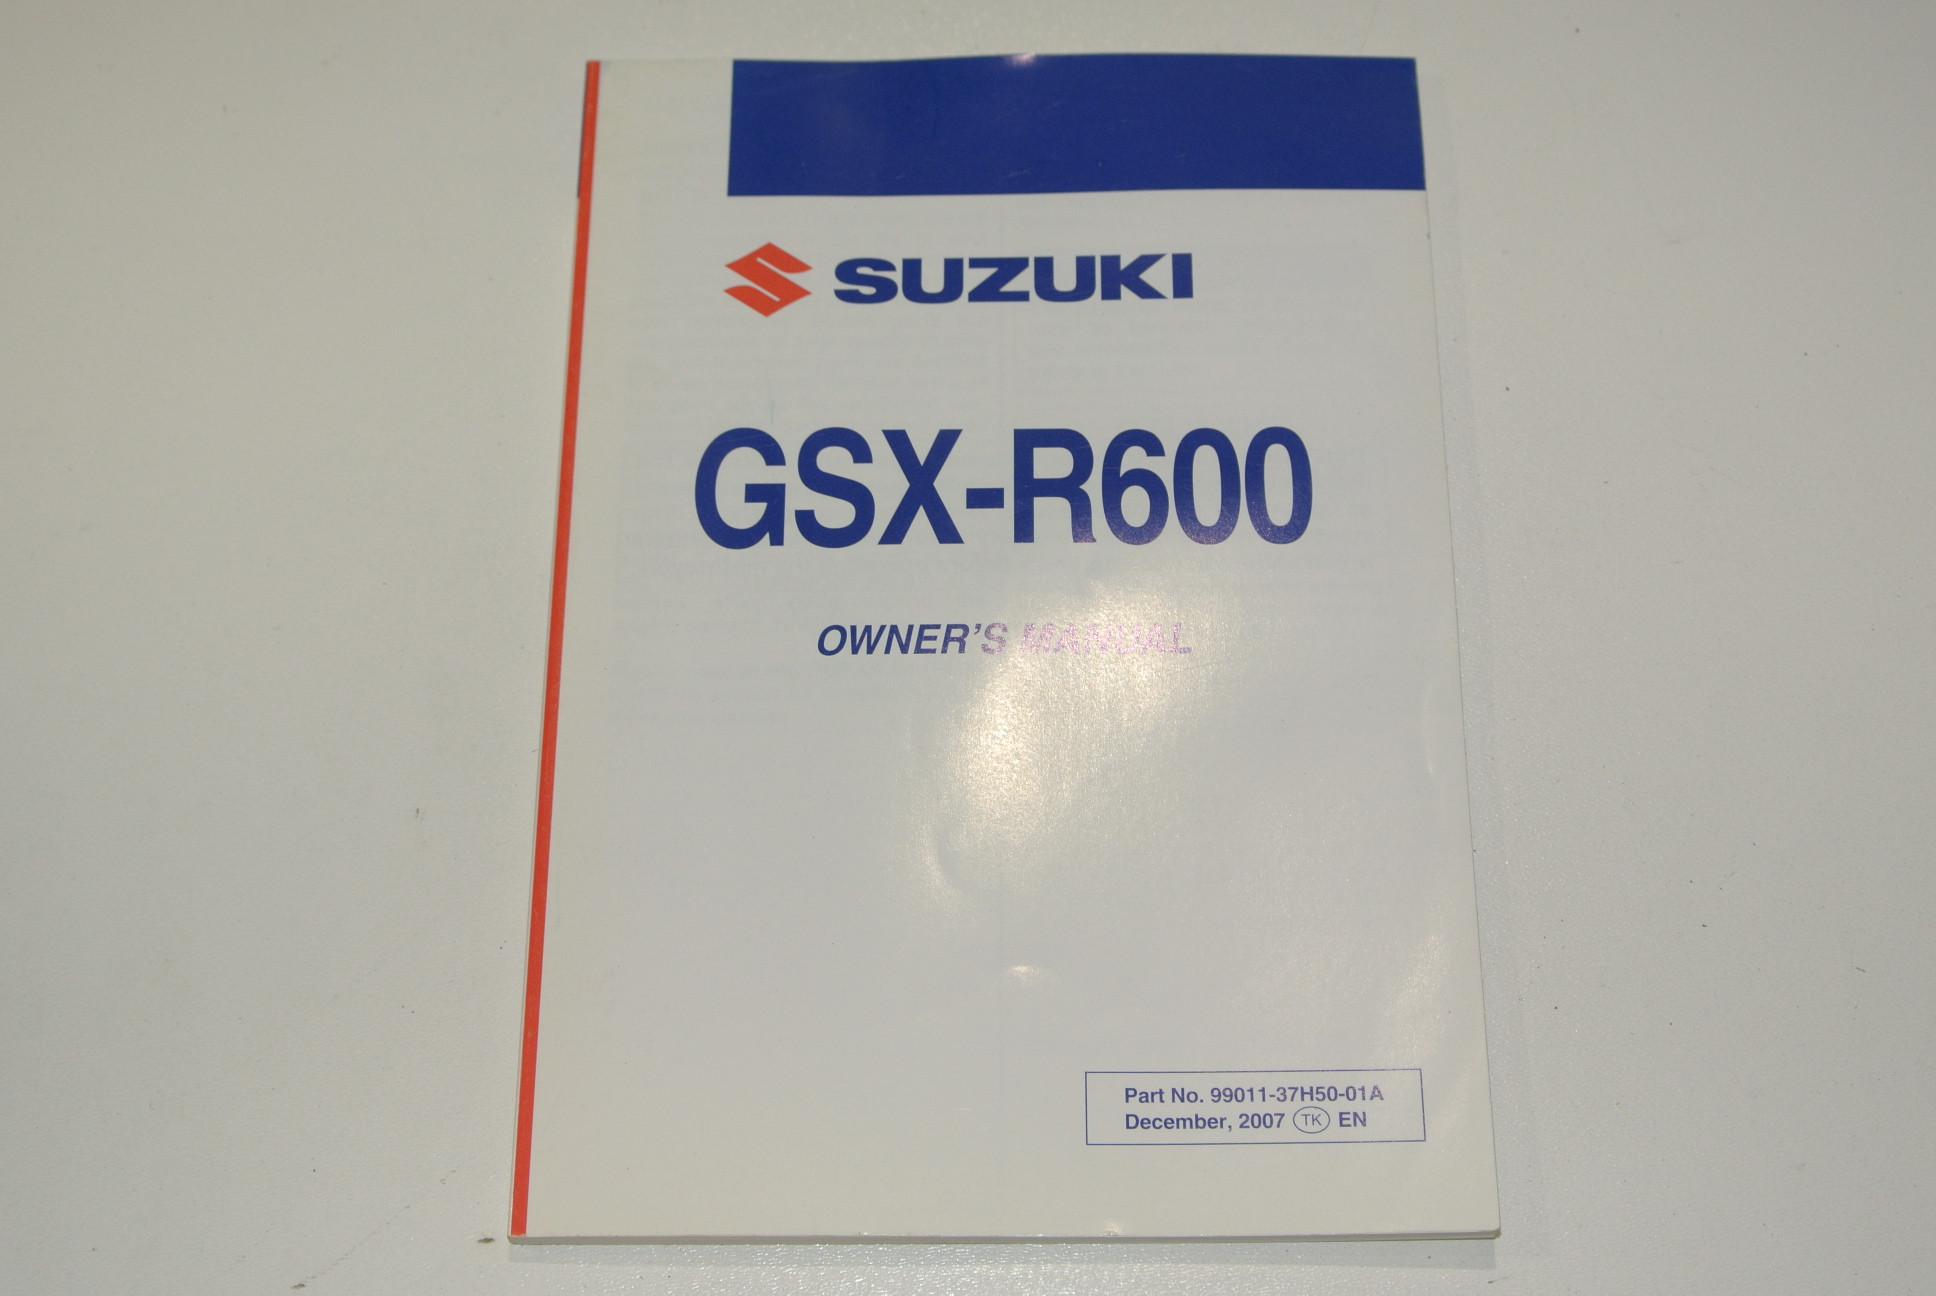 SUZUKI
GSX-R600
OWNER'S MANUAL
Part No. 99011-37H50-01A
December, 2007 TK EN